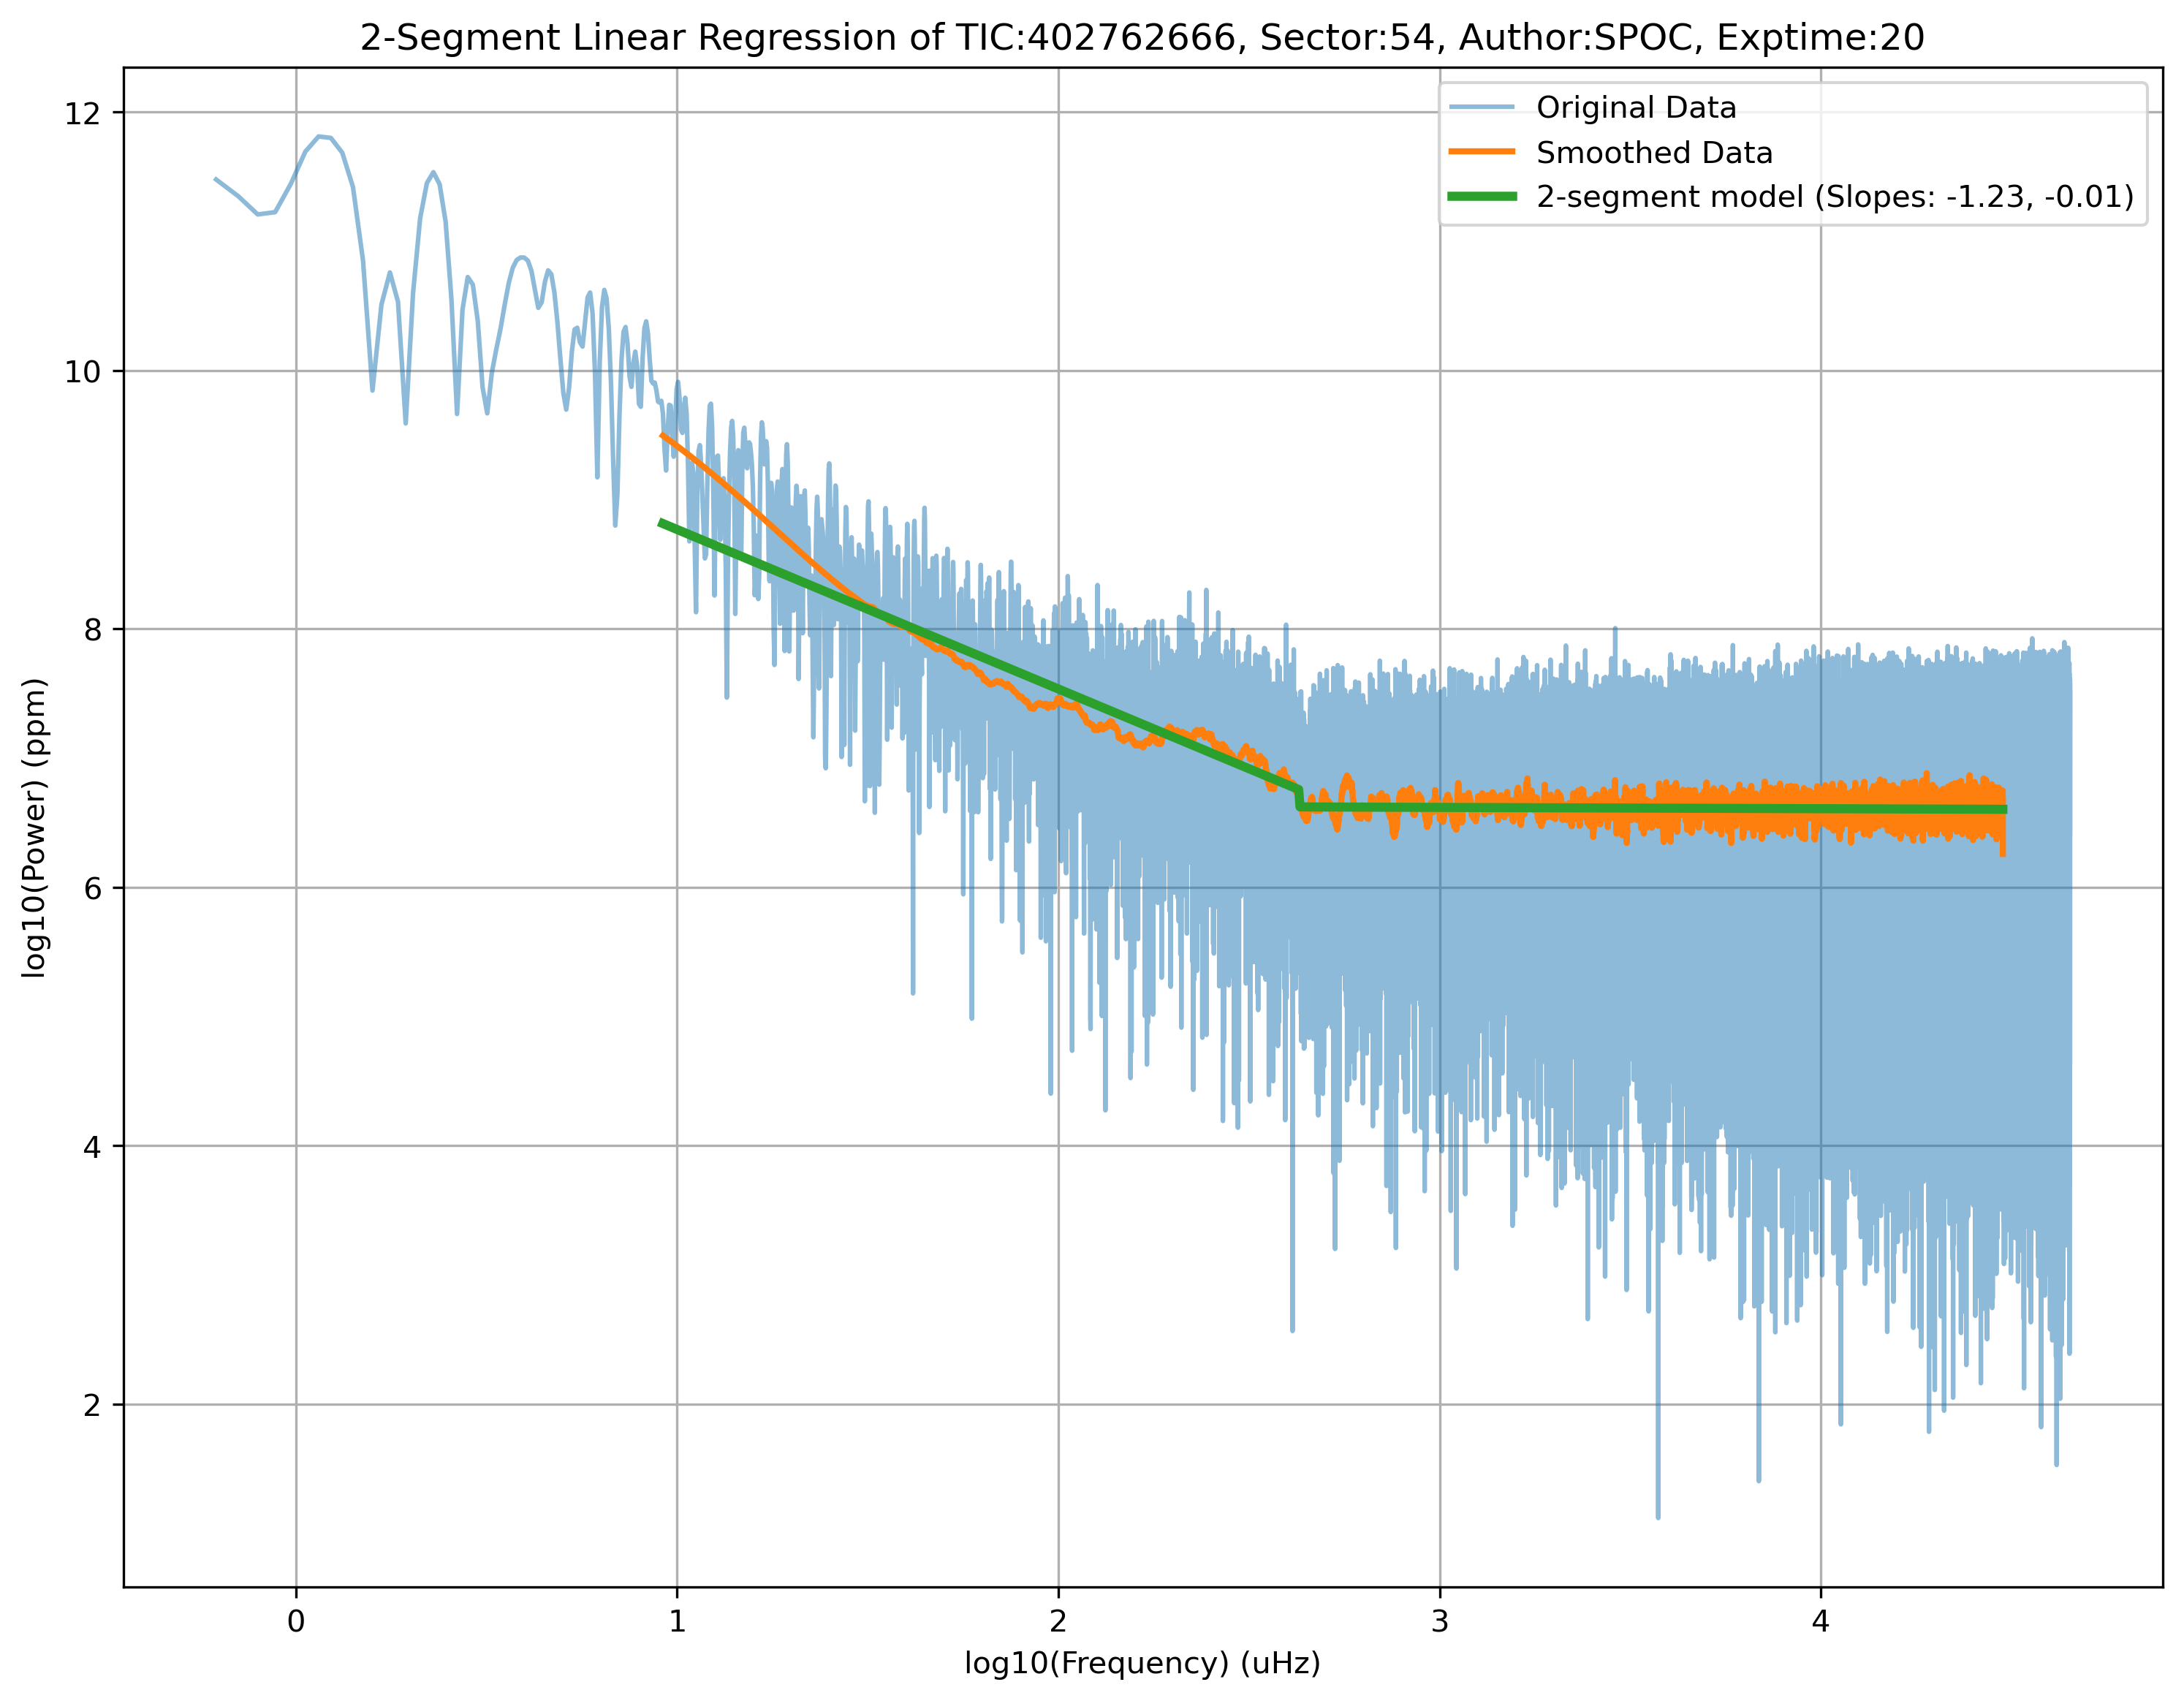 2-Segment Linear Regression of TIC:402762666, Sector:54, Author:SPOC, Exptime:20
Original Data
Smoothed Data
2-segment model (Slopes: -1.23, -0.01)
log10(Power) (ppm)
12
10
8
6
4
2
0 1 2 3 4
log10(Frequency) (uHz)